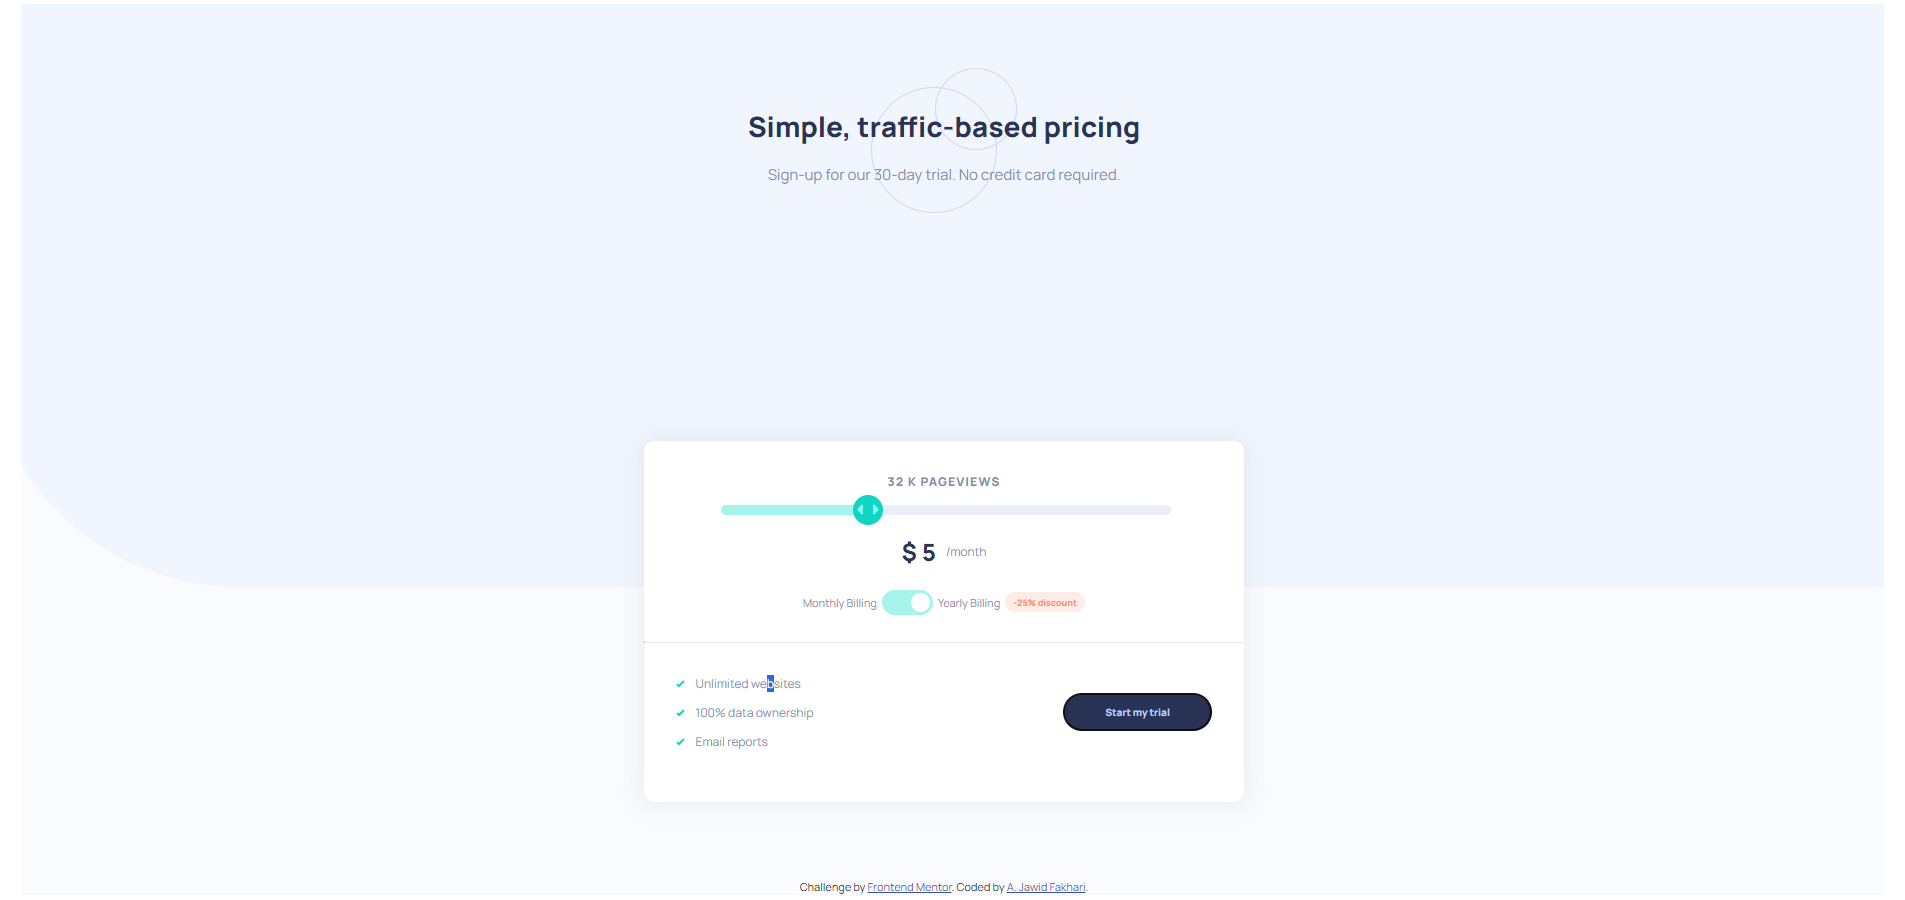 Simple, traffic-based pricing
Sign-up for our 30-day trial. No credit card required.
32 K PAGEVIEWS
$ 5 /month
Monthly Billing Yearly Billing -25% discount
Unlimited websites
100% data ownership
Email reports
Start my trial
Challenge by Frontend Mentor. Coded by A. Jawid Fakhari.